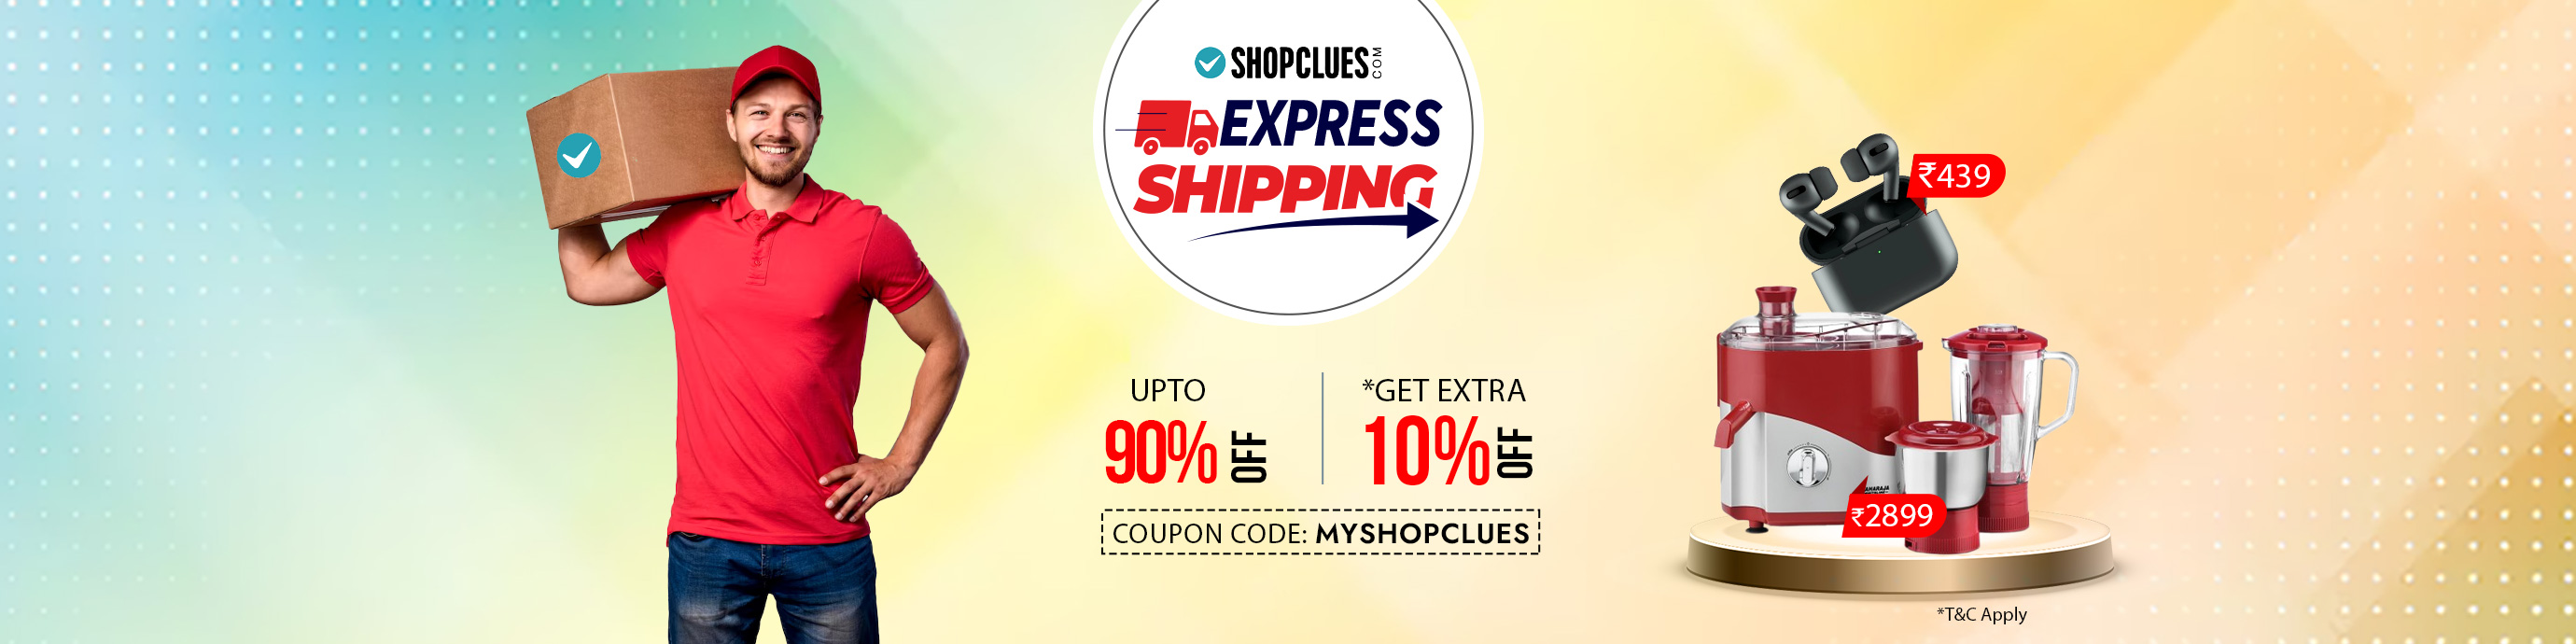 SHOPCLUES.COM
EXPRESS
SHIPPING
UPTO
90% OFF
*GET EXTRA
10% OFF
COUPON CODE: MYSHOPCLUES
₹439
₹2899
*T&C Apply